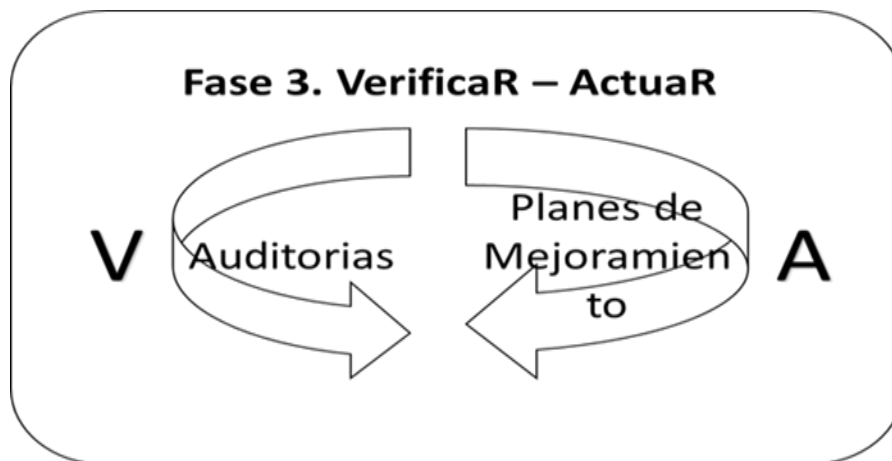 Fase 3. VerificaR – ActuaR
V
Auditorias
Planes de
Mejoramien
to
A